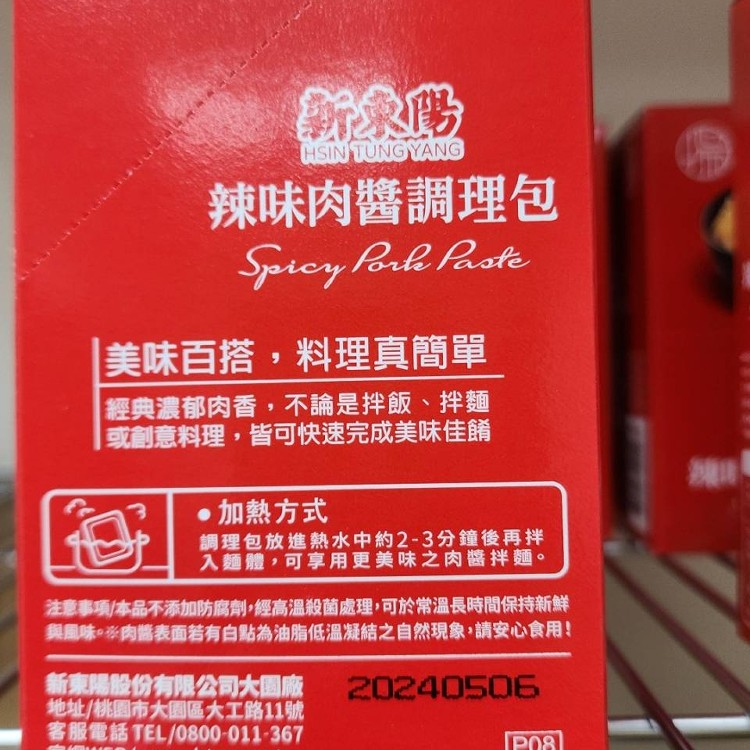 新東陽
HSIN TUNG YANG
辣味肉醬調理包
Spicy Pork Paste
美味百搭，料理真簡單
經典濃郁肉香，不論是拌飯、拌麵
或創意料理，皆可快速完成美味佳餚
●加熱方式
調理包放進熱水中約2-3分鐘後再拌
入麵體，可享用更美味之肉醬拌麵。
注意事項/本品不添加防腐劑，經高溫殺菌處理，可於常溫長時間保持新鮮
與風味。※肉醬表面若有白點為油脂低溫凝結之自然現象，請安心食用！
新東陽股份有限公司大園廠
地址/桃園市大園區大工路11號
客服電話 TEL/0800-011-367
20240506
P08